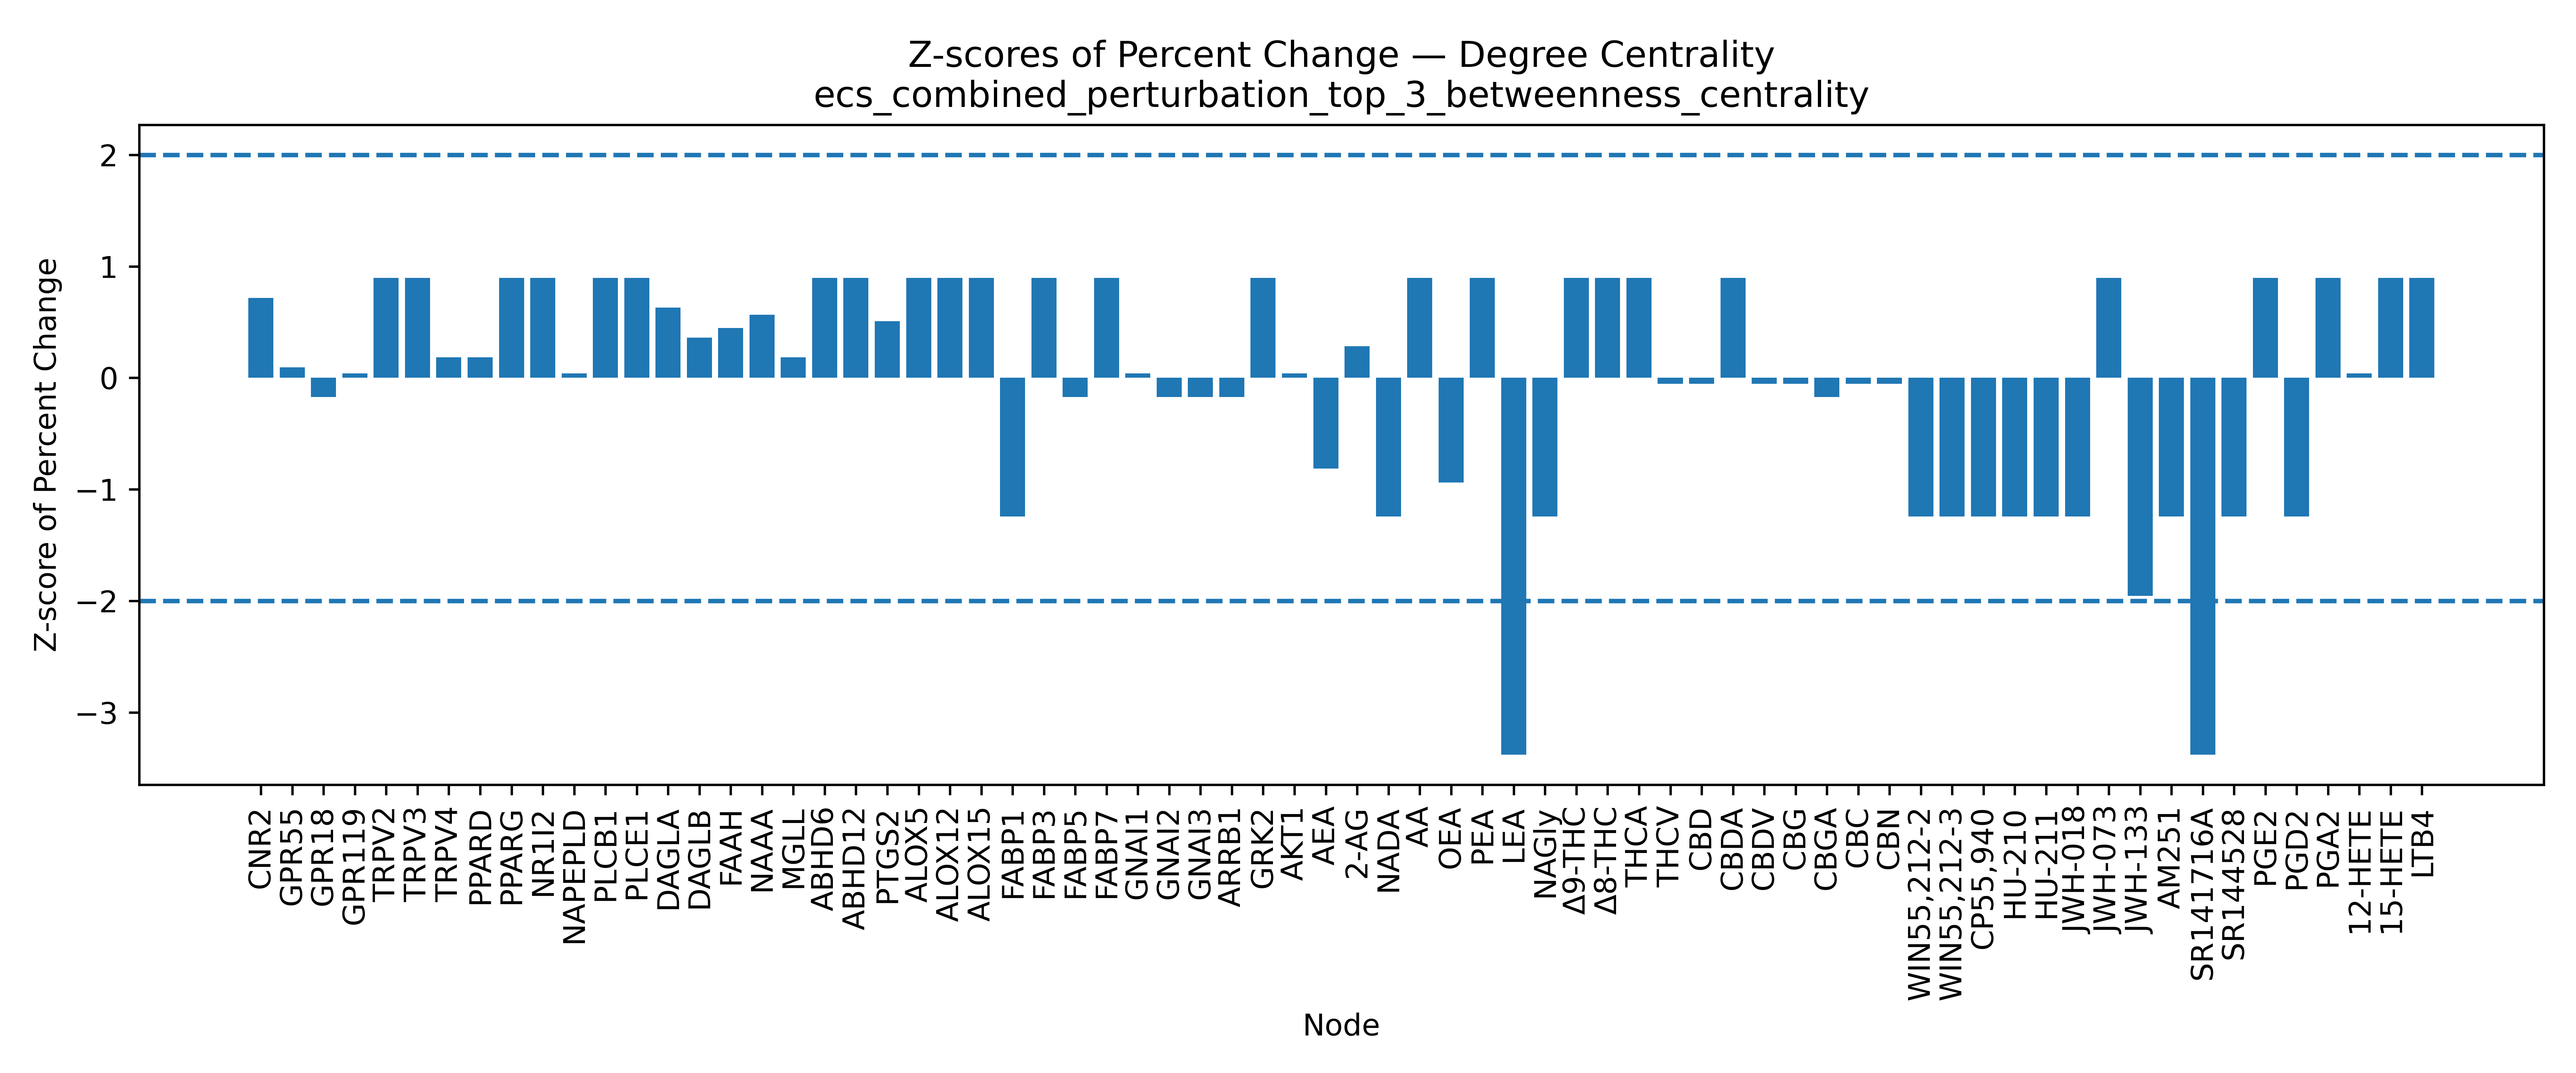 Z-scores of Percent Change — Degree Centrality
ecs_combined_perturbation_top_3_betweenness_centrality
Z-score of Percent Change
2
1
0
−1
−2
−3
CNR2
GPR55
GPR18
GPR119
TRPV2
TRPV3
TRPV4
PPARD
PPARG
NR1I2
NAPEPLD
PLCB1
PLCE1
DAGLA
DAGLB
FAAH
NAAA
MGLL
ABHD6
ABHD12
PTGS2
ALOX5
ALOX12
ALOX15
FABP1
FABP3
FABP5
FABP7
GNAI1
GNAI2
GNAI3
ARRB1
GRK2
AKT1
AEA
2-AG
NADA
AA
OEA
PEA
LEA
NAGly
Δ9-THC
Δ8-THC
THCA
THCV
CBD
CBDA
CBDV
CBG
CBGA
CBC
CBN
WIN55,212-2
WIN55,212-3
CP55,940
HU-210
HU-211
JWH-018
JWH-073
JWH-133
AM251
SR141716A
SR144528
PGE2
PGD2
PGA2
12-HETE
15-HETE
LTB4
Node